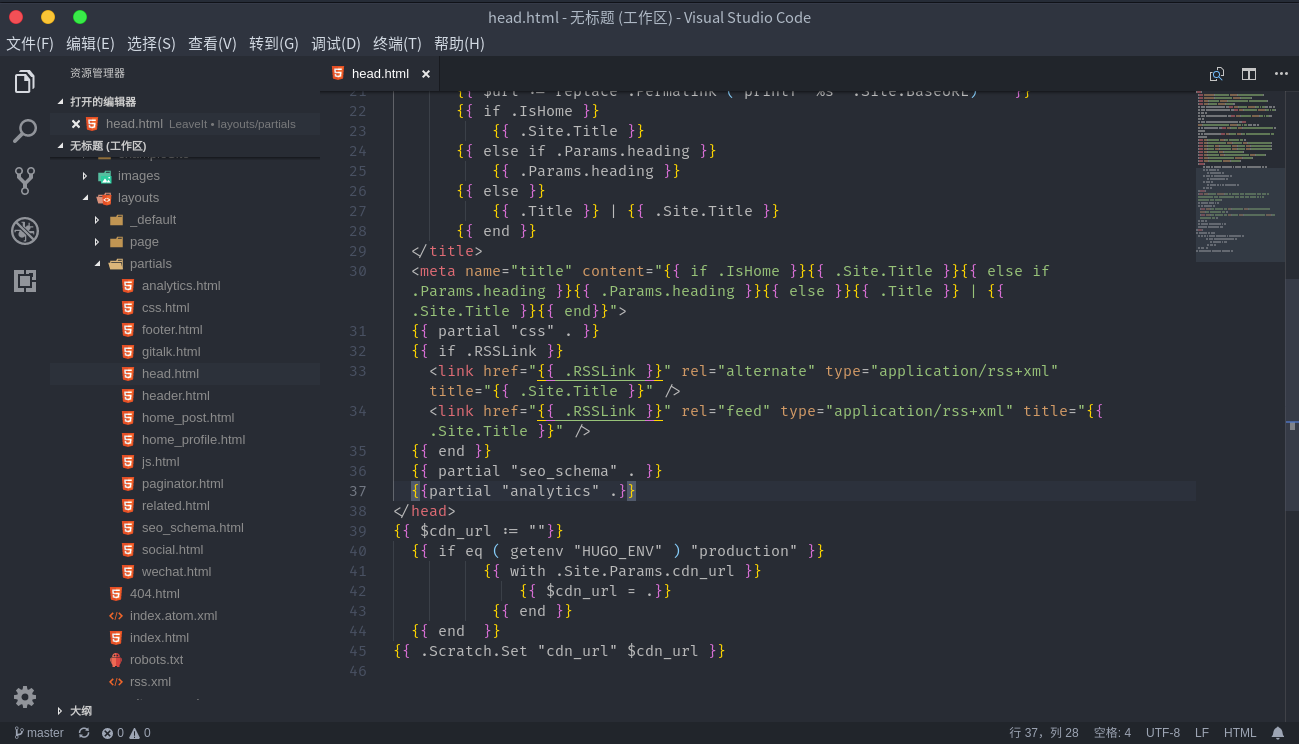 head.html - 无标题 (工作区) - Visual Studio Code
文件(F) 编辑(E) 选择(S) 查看(V) 转到(G) 调试(D) 终端(T) 帮助(H)
资源管理器
打开的编辑器
head.html LeaveIt • layouts/partials
无标题 (工作区)
images
layouts
_default
page
partials
analytics.html
css.html
footer.html
gitalk.html
head.html
header.html
home_post.html
home_profile.html
js.html
paginator.html
related.html
seo_schema.html
social.html
wechat.html
404.html
index.atom.xml
index.html
robots.txt
rss.xml
大纲
head.html
21 {{ $url := replace .Permalink ( printf "%s" .Site.BaseURL) "" }}
22 {{ if .IsHome }}
23 {{ .Site.Title }}
24 {{ else if .Params.heading }}
25 {{ .Params.heading }}
26 {{ else }}
27 {{ .Title }} | {{ .Site.Title }}
28 {{ end }}
29 </title>
30 <meta name="title" content="{{ if .IsHome }}{{ .Site.Title }}{{ else if
.Params.heading }}{{ .Params.heading }}{{ else }}{{ .Title }} | {{
.Site.Title }}{{ end}}">
31 {{ partial "css" . }}
32 {{ if .RSSLink }}
33 <link href="{{ .RSSLink }}" rel="alternate" type="application/rss+xml"
title="{{ .Site.Title }}" />
34 <link href="{{ .RSSLink }}" rel="feed" type="application/rss+xml" title="{{
.Site.Title }}" />
35 {{ end }}
36 {{ partial "seo_schema" . }}
37 {{partial "analytics" .}}
38 </head>
39 {{ $cdn_url := ""}}
40 {{ if eq ( getenv "HUGO_ENV" ) "production" }}
41 {{ with .Site.Params.cdn_url }}
42 {{ $cdn_url = .}}
43 {{ end }}
44 {{ end  }}
45 {{ .Scratch.Set "cdn_url" $cdn_url }}
46
master 0 0 行 37，列 28 空格: 4 UTF-8 LF HTML